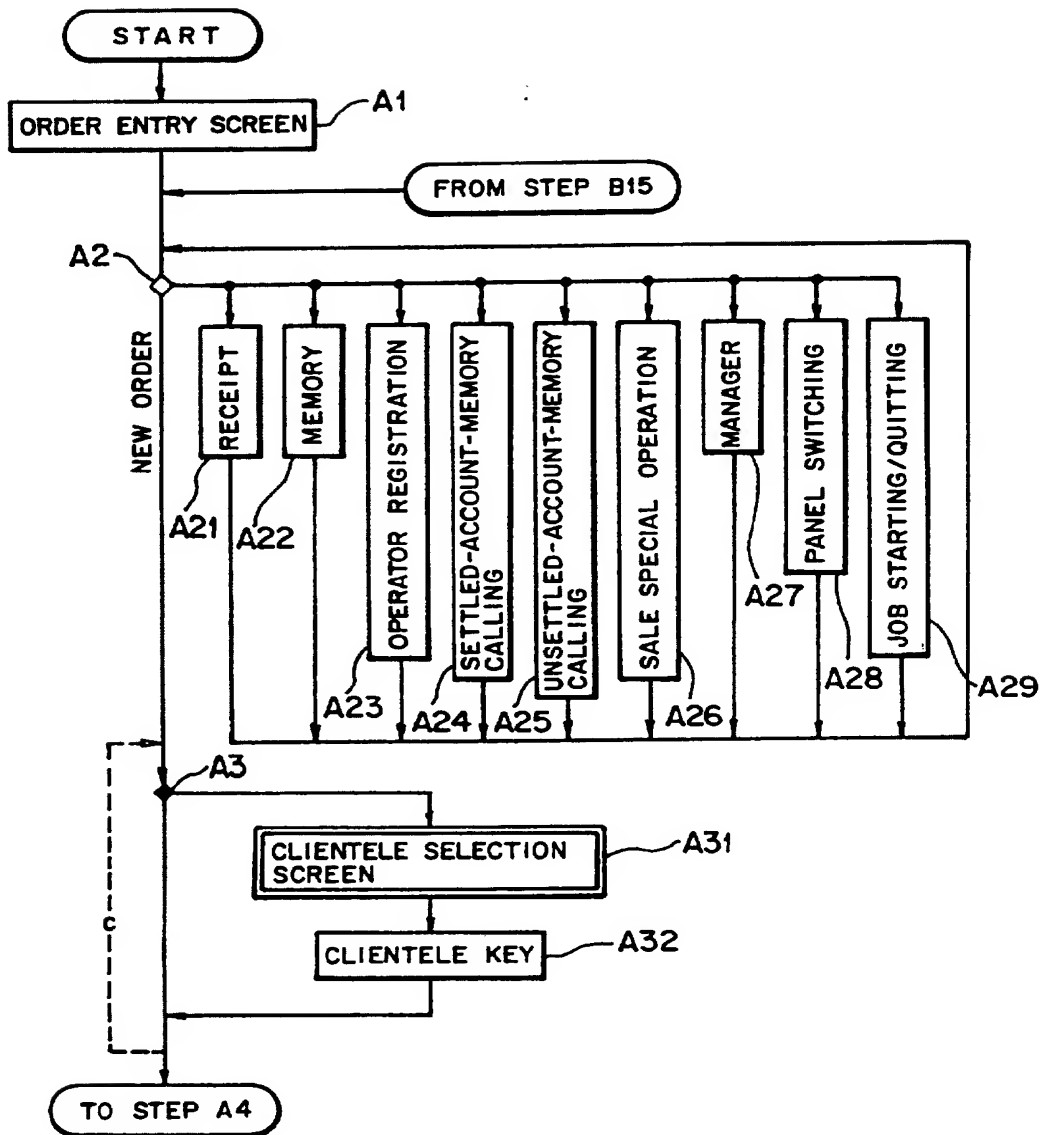 START
A1
ORDER ENTRY SCREEN
FROM STEP B15
A2
NEW ORDER
RECEIPT
MEMORY
OPERATOR REGISTRATION
SETTLED-ACCOUNT-MEMORY
CALLING
UNSETTLED-ACCOUNT-MEMORY
CALLING
SALE SPECIAL OPERATION
MANAGER
PANEL SWITCHING
JOB STARTING/QUITTING
A21
A22
A23
A24
A25
A26
A27
A28
A29
A3
CLIENTELE SELECTION
SCREEN
A31
C
CLIENTELE KEY
A32
TO STEP A4